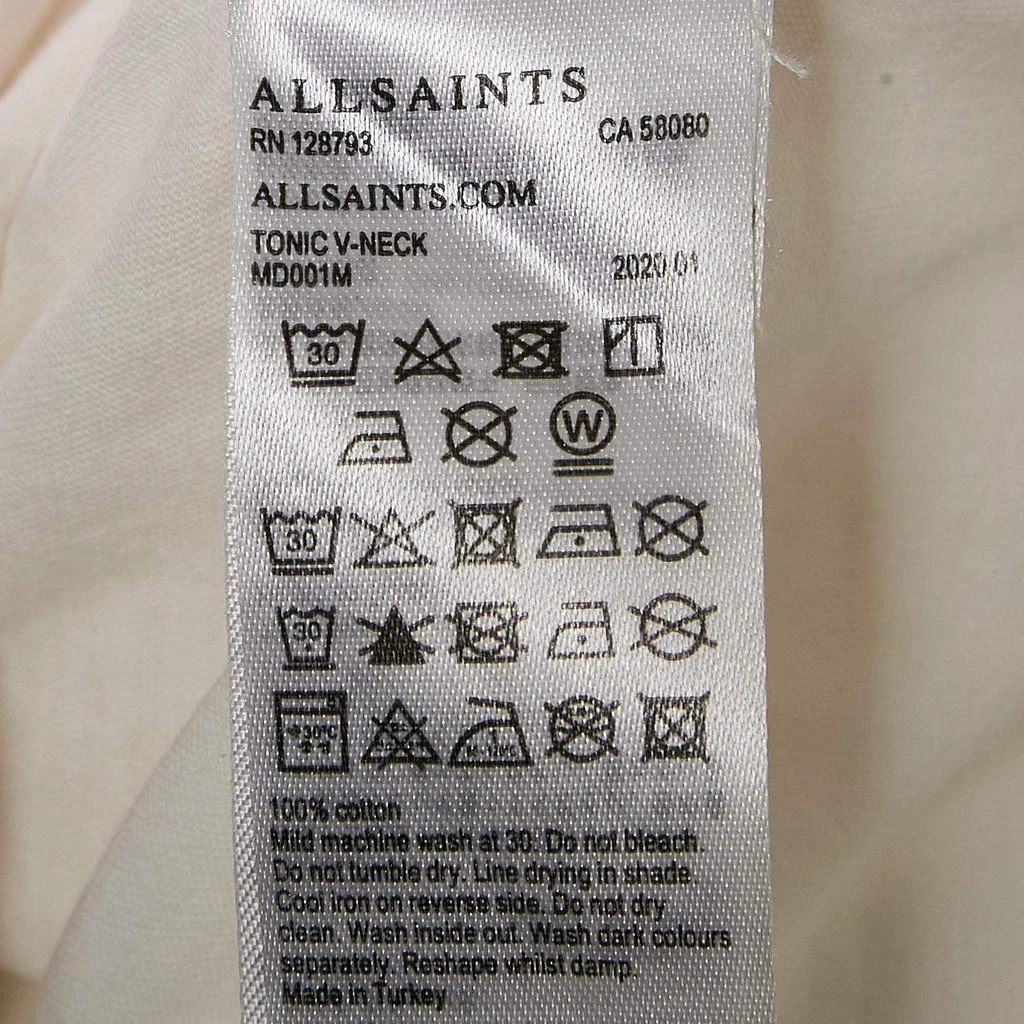 ALLSAINTS
RN 128793 CA 58080
ALLSAINTS.COM
TONIC V-NECK
MD001M 2020 01
30
W
30
30
100% cotton
Mild machine wash at 30. Do not bleach.
Do not tumble dry. Line drying in shade
Cool iron on reverse side. Do not dry
clean. Wash inside out. Wash dark colours
separately. Reshape whilst damp.
Made in Turkey